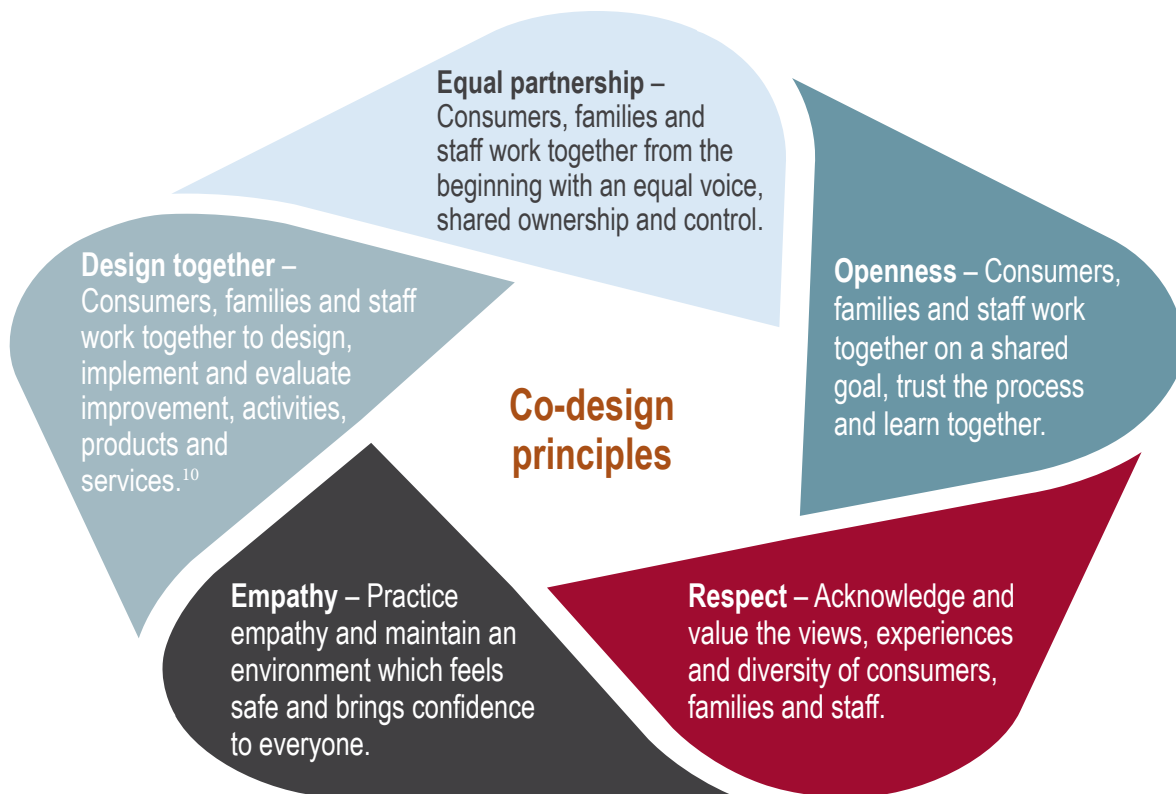 Equal partnership –
Consumers, families and
staff work together from the
beginning with an equal voice,
shared ownership and control.
Openness – Consumers,
families and staff work
together on a shared
goal, trust the process
and learn together.
Respect – Acknowledge and
value the views, experiences
and diversity of consumers,
families and staff.
Empathy – Practice
empathy and maintain an
environment which feels
safe and brings confidence
to everyone.
Design together –
Consumers, families and staff
work together to design,
implement and evaluate
improvement, activities,
products and
services.10
Co-design
principles